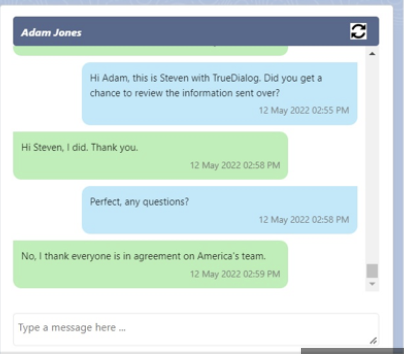 Adam Jones
Hi Adam, this is Steven with TrueDialog. Did you get a
chance to review the information sent over?
12 May 2022 02:55 PM
Hi Steven, I did. Thank you.
12 May 2022 02:58 PM
Perfect, any questions?
12 May 2022 02:58 PM
No, I thank everyone is in agreement on America's team.
12 May 2022 02:59 PM
Type a message here ...